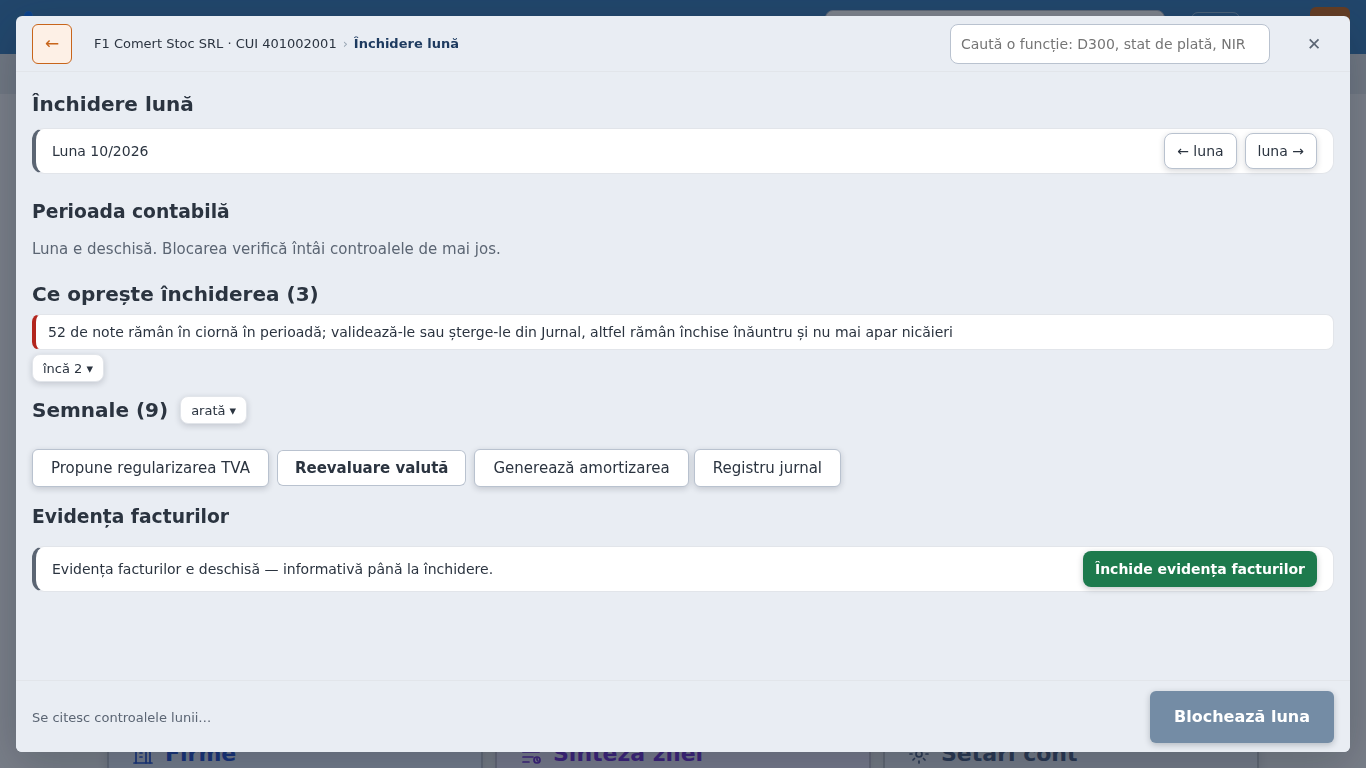 ←
F1 Comert Stoc SRL · CUI 401002001 › Închidere lună
Caută o funcție: D300, stat de plată, NIR
✕
Închidere lună
Luna 10/2026
← luna
luna →
Perioada contabilă
Luna e deschisă. Blocarea verifică întâi controalele de mai jos.
Ce oprește închiderea (3)
52 de note rămân în ciornă în perioadă; validează-le sau șterge-le din Jurnal, altfel rămân închise înăuntru și nu mai apar nicăieri
încă 2 ▾
Semnale (9)
arată ▾
Propune regularizarea TVA
Reevaluare valută
Generează amortizarea
Registru jurnal
Evidența facturilor
Evidența facturilor e deschisă — informativă până la închidere.
Închide evidența facturilor
Se citesc controalele lunii...
Blochează luna
Firme
Sinteza zilei
Setări cont